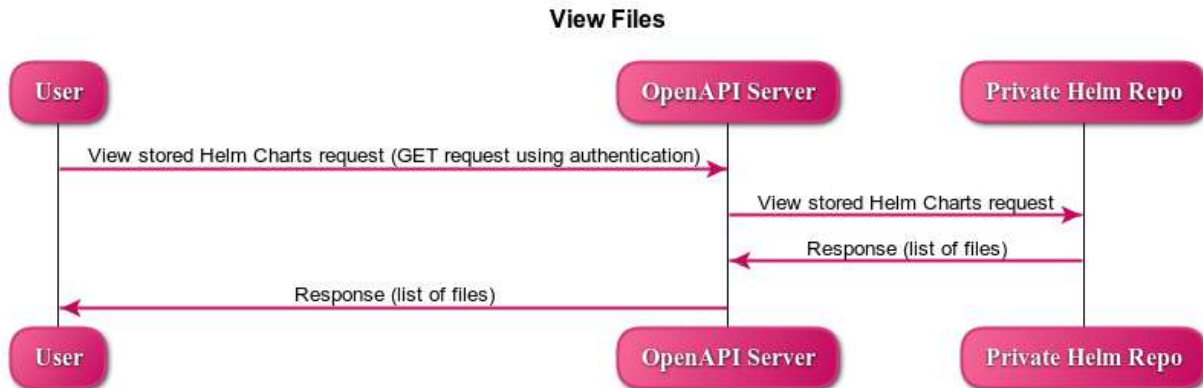 View Files
User
OpenAPI Server
Private Helm Repo
View stored Helm Charts request (GET request using authentication)
View stored Helm Charts request
Response (list of files)
Response (list of files)
User
OpenAPI Server
Private Helm Repo